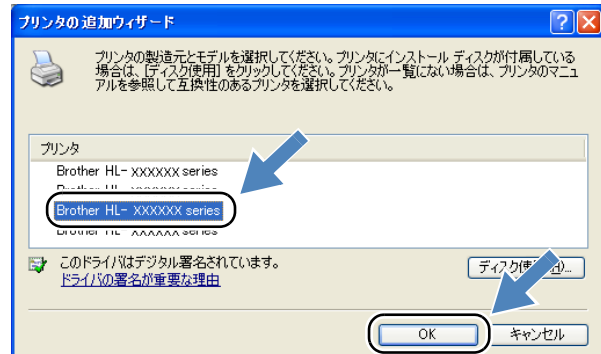 プリンタの追加ウィザード
プリンタの製造元とモデルを選択してください。プリンタにインストール ディスクが付属している
場合は、[ディスク使用] をクリックしてください。プリンタが一覧にない場合は、プリンタのマニュ
アルを参照して互換性のあるプリンタを選択してください。
プリンタ
Brother HL- XXXXXX series
Brother HL- XXXXXX series
このドライバはデジタル署名されています。
ドライバの署名が重要な理由
OK
キャンセル